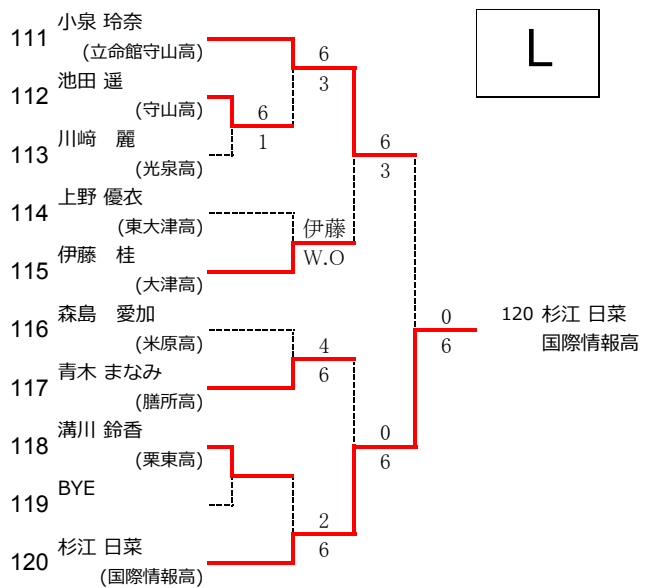 L
111 小泉 玲奈
(立命館守山高)
112 池田 遥
(守山高)
113 川﨑　麗
(光泉高)
114 上野 優衣
(東大津高)
115 伊藤　桂
(大津高)
116 森島　愛加
(米原高)
117 青木 まなみ
(膳所高)
118 溝川 鈴香
(栗東高)
119 BYE
120 杉江 日菜
(国際情報高)
6
1
6
3
伊藤
W.O
4
6
2
6
6
3
0
6
0
6
120 杉江 日菜
国際情報高